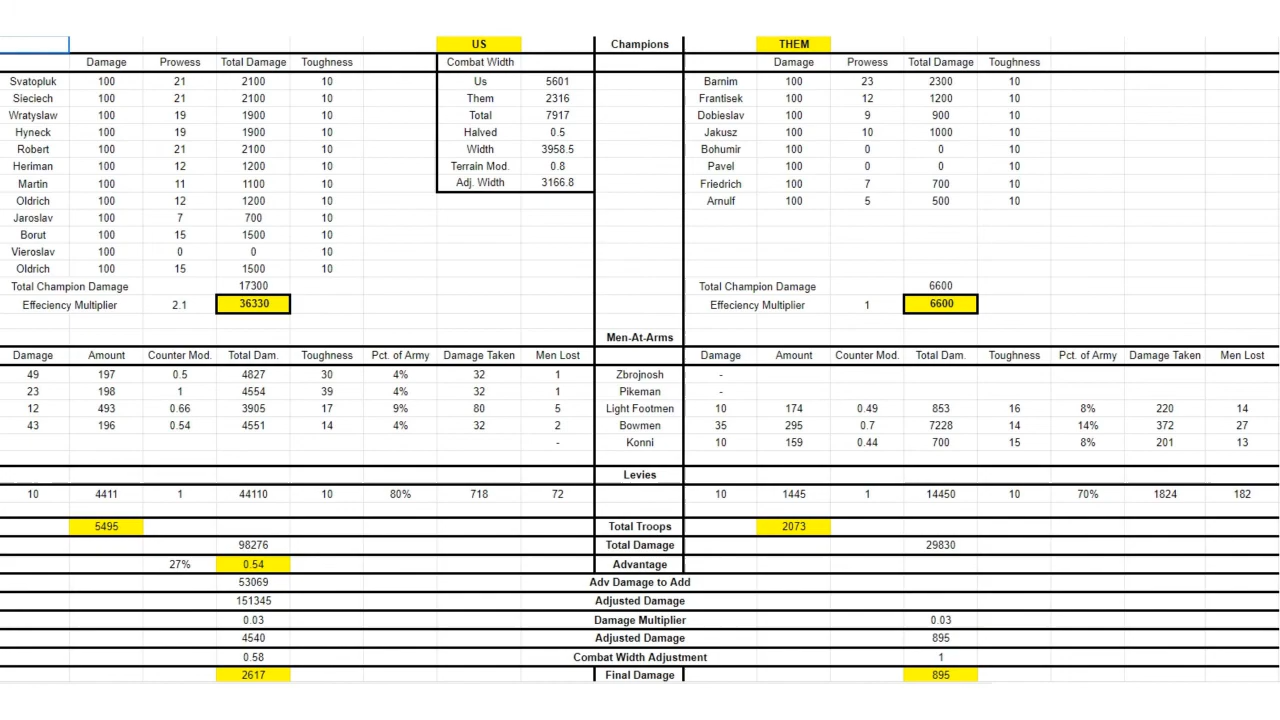 US Champions THEM
Damage Prowess Total Damage Toughness Combat Width Damage Prowess Total Damage Toughness
Svatopluk 100 21 2100 10 Us 5601 Barnim 100 23 2300 10
Sieciech 100 21 2100 10 Them 2316 Frantisek 100 12 1200 10
Wratyslaw 100 19 1900 10 Total 7917 Dobieslav 100 9 900 10
Hyneck 100 19 1900 10 Halved 0.5 Jakusz 100 10 1000 10
Robert 100 21 2100 10 Width 3958.5 Bohumir 100 0 0 10
Heriman 100 12 1200 10 Terrain Mod. 0.8 Pavel 100 0 0 10
Martin 100 11 1100 10 Adj. Width 3166.8 Friedrich 100 7 700 10
Oldrich 100 12 1200 10 Arnulf 100 5 500 10
Jaroslav 100 7 700 10
Borut 100 15 1500 10
Vieroslav 100 0 0 10
Oldrich 100 15 1500 10
Total Champion Damage 17300 Total Champion Damage 6600
Effeciency Multiplier 2.1 36330 Effeciency Multiplier 1 6600
Men-At-Arms
Damage Amount Counter Mod. Total Dam. Toughness Pct. of Army Damage Taken Men Lost Damage Amount Counter Mod. Total Dam. Toughness Pct. of Army Damage Taken Men Lost
49 197 0.5 4827 30 4% 32 1 Zbrojnosh -
23 198 1 4554 39 4% 32 1 Pikeman -
12 493 0.66 3905 17 9% 80 5 Light Footmen 10 174 0.49 853 16 8% 220 14
43 196 0.54 4551 14 4% 32 2 Bowmen 35 295 0.7 7228 14 14% 372 27
- Konni 10 159 0.44 700 15 8% 201 13
Levies
10 4411 1 44110 10 80% 718 72 10 1445 1 14450 10 70% 1824 182
5495 Total Troops 2073
98276 Total Damage 29830
27% 0.54 Advantage
53069 Adv Damage to Add
151345 Adjusted Damage
0.03 Damage Multiplier 0.03
4540 Adjusted Damage 895
0.58 Combat Width Adjustment 1
2617 Final Damage 895